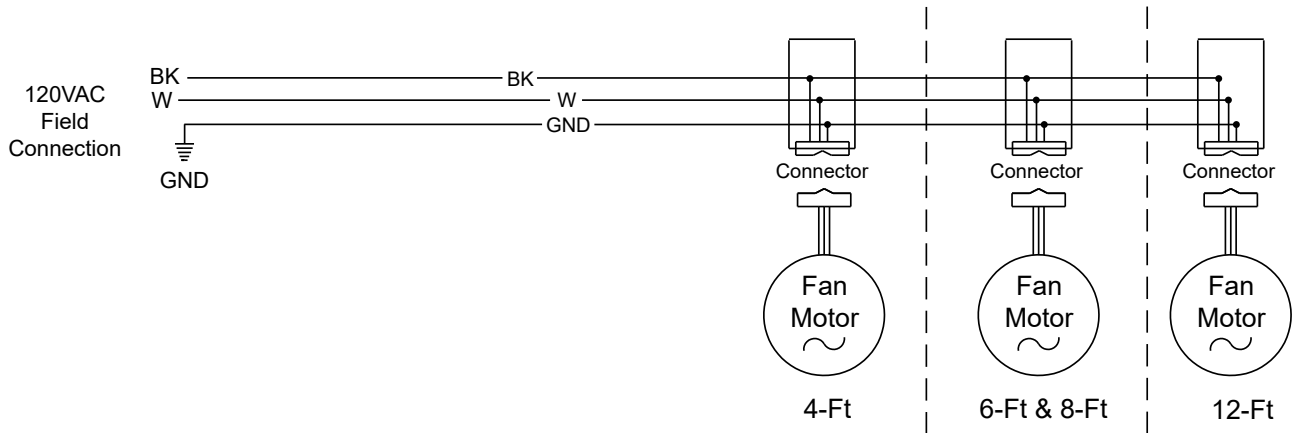 120VAC
Field
Connection
BK
W
GND
BK
W
GND
Connector
Connector
Connector
Fan
Motor
Fan
Motor
Fan
Motor
4-Ft
6-Ft & 8-Ft
12-Ft